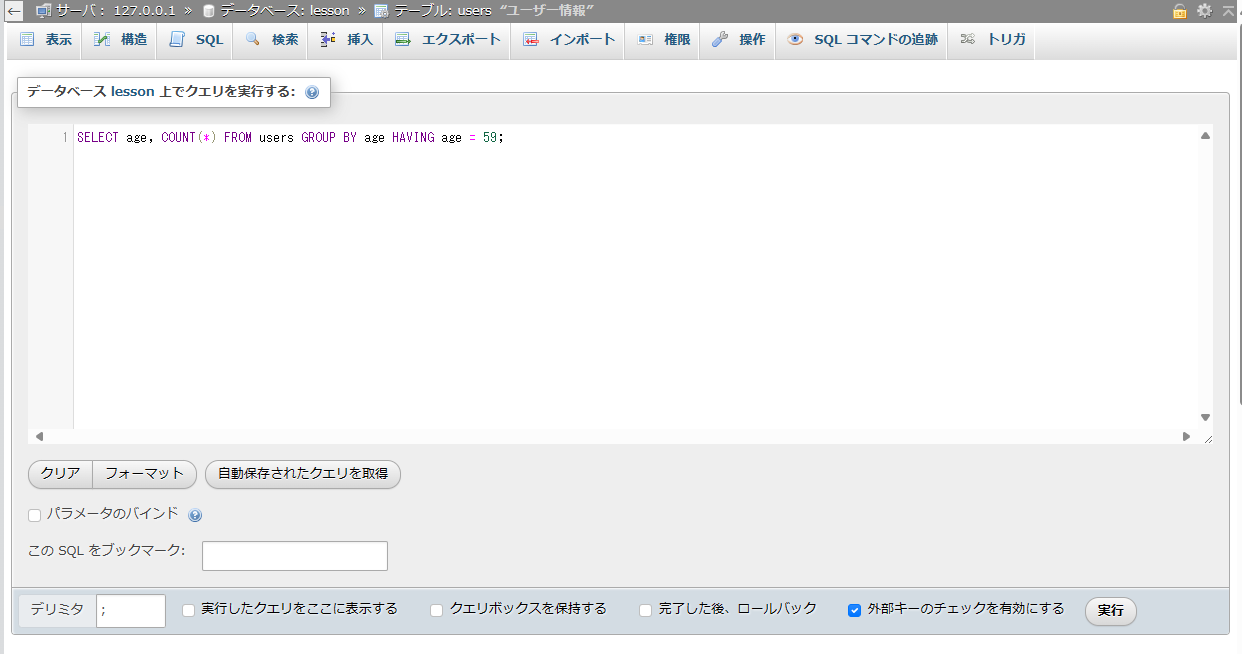 サーバ: 127.0.0.1 » データベース: lesson » テーブル: users “ユーザー情報”
表示 構造 SQL 検索 挿入 エクスポート インポート 権限 操作 SQL コマンドの追跡 トリガ
データベース lesson 上でクエリを実行する:
1 SELECT age, COUNT(*) FROM users GROUP BY age HAVING age = 59;
クリア フォーマット 自動保存されたクエリを取得
パラメータのバインド
この SQL をブックマーク:
デリミタ ; 実行したクエリをここに表示する クエリボックスを保持する 完了した後、ロールバック 外部キーのチェックを有効にする 実行